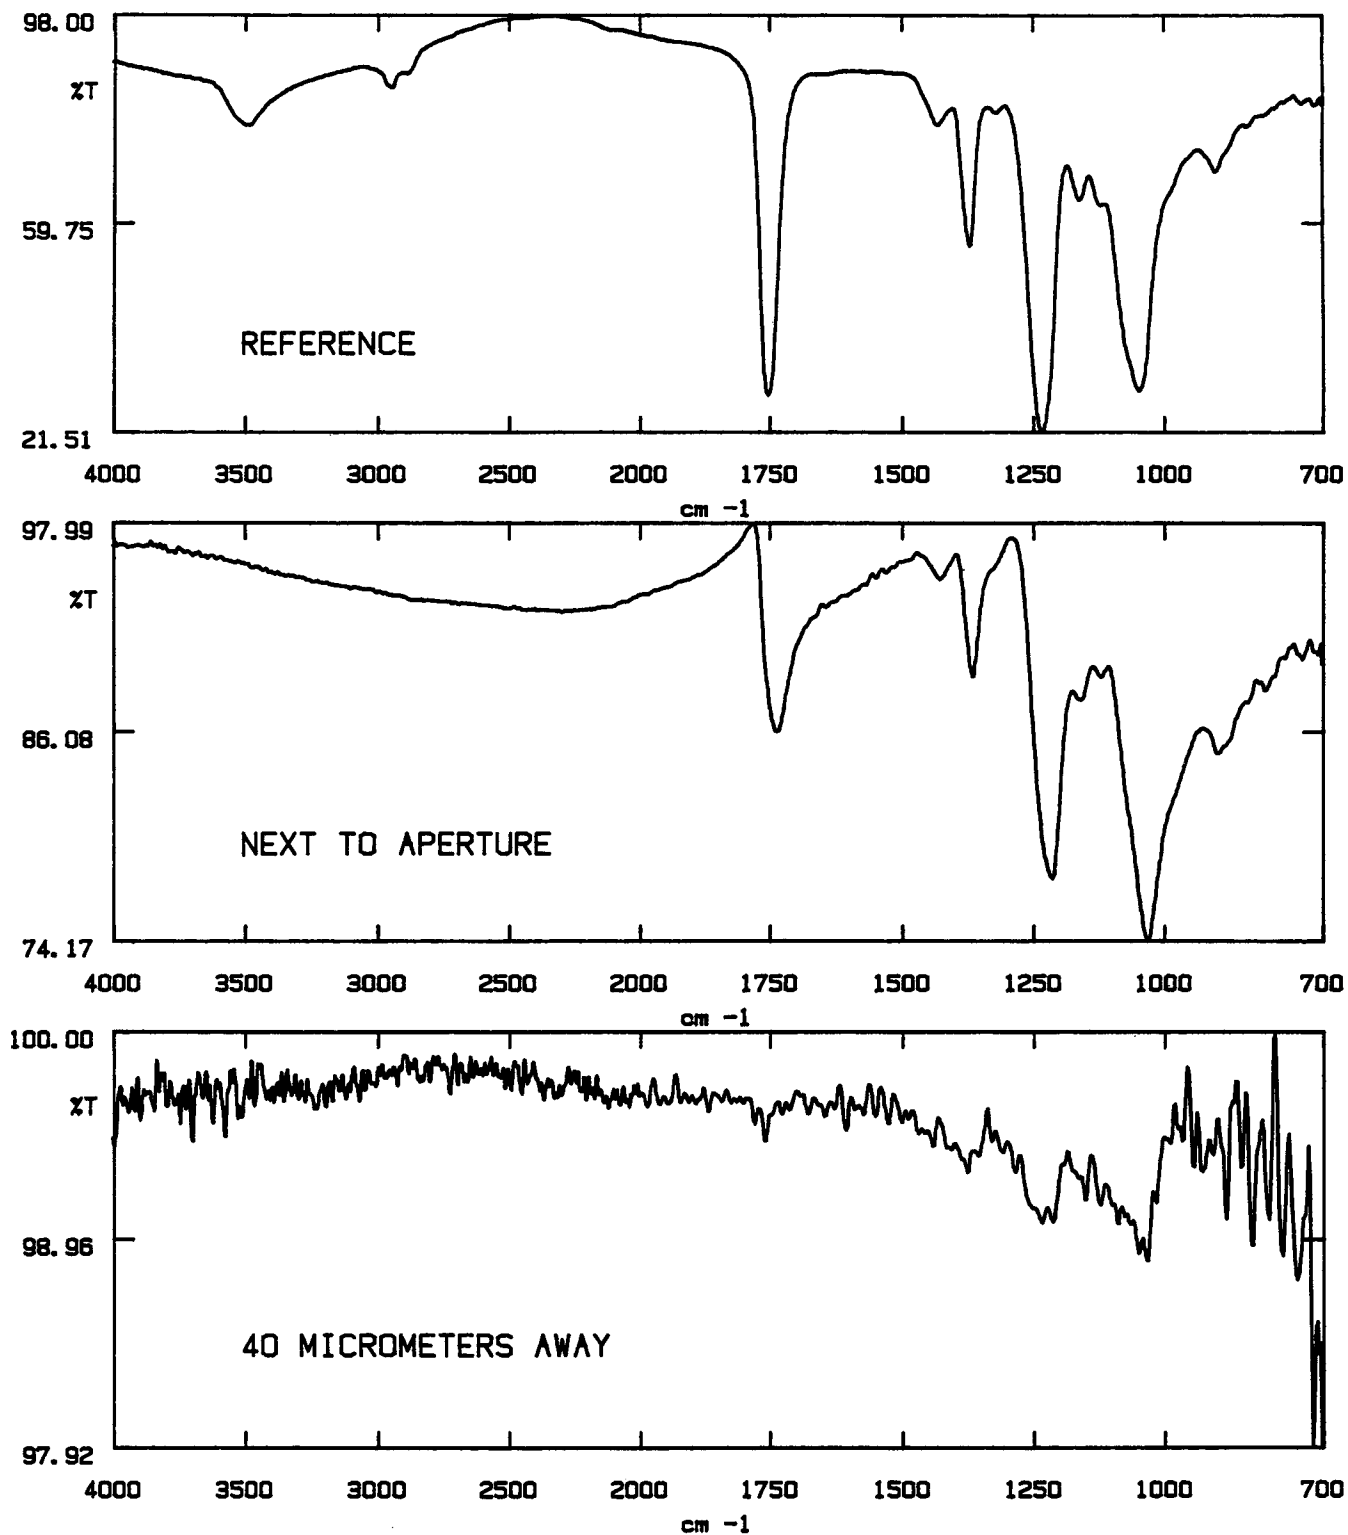 98.00
%T
59.75
REFERENCE
21.51
4000 3500 3000 2500 2000 1750 1500 1250 1000 700
cm -1
97.99
%T
86.08
NEXT TO APERTURE
74.17
4000 3500 3000 2500 2000 1750 1500 1250 1000 700
cm -1
100.00
%T
98.96
40 MICROMETERS AWAY
97.92
4000 3500 3000 2500 2000 1750 1500 1250 1000 700
cm -1